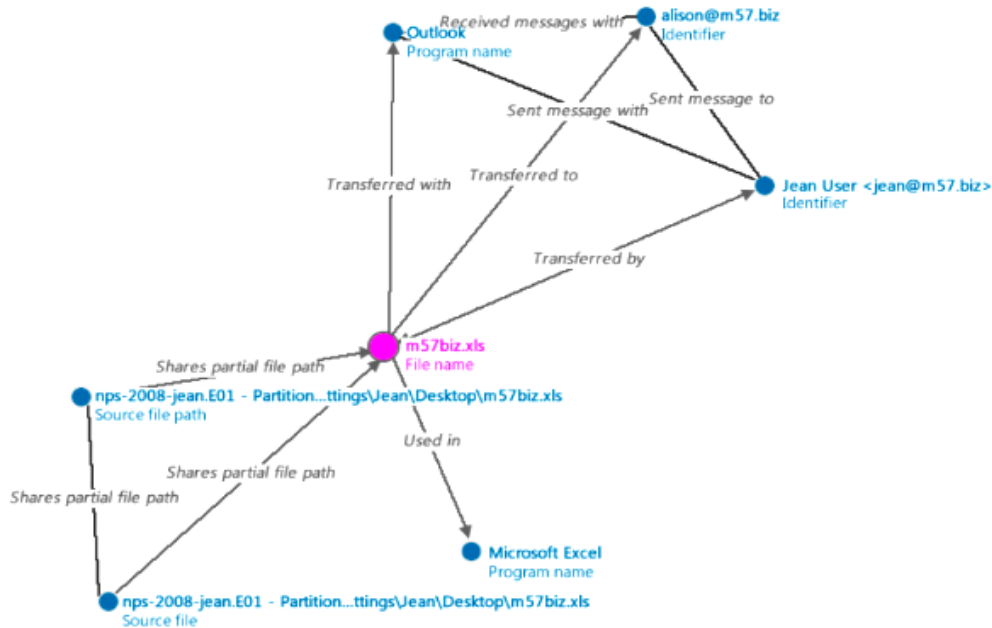 Received messages with
alison@m57.biz
Identifier
Outlook
Program name
Sent message with
Sent message to
Transferred with
Transferred to
Jean User <jean@m57.biz>
Identifier
Transferred by
m57biz.xls
File name
Shares partial file path
nps-2008-jean.E01 - Partition...ttings\Jean\Desktop\m57biz.xls
Source file path
Used in
Shares partial file path
Shares partial file path
Microsoft Excel
Program name
nps-2008-jean.E01 - Partition...ttings\Jean\Desktop\m57biz.xls
Source file